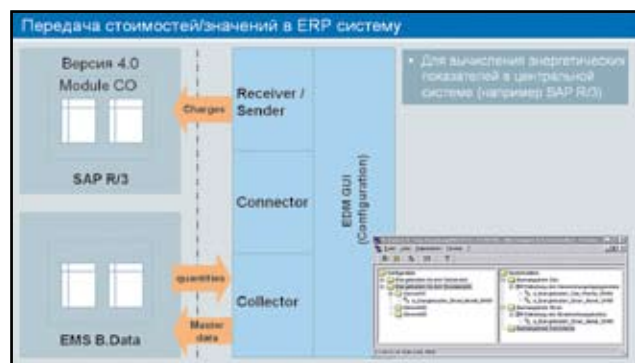 Передача стоимостей/значений в ERP систему
Версия 4.0
Module CO
SAP R/3
Charges
Receiver /
Sender
Connector
Collector
EDM GUI
(Configuration)
• Для вычисления энергетических
показателей в центральной
системе (например SAP R/3)
quantities
Master
data
EMS B.Data